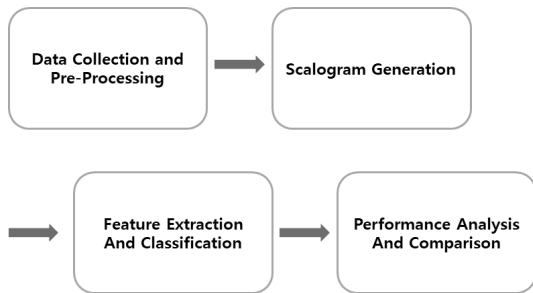 Data Collection and
Pre-Processing
Scalogram Generation
Feature Extraction
And Classification
Performance Analysis
And Comparison